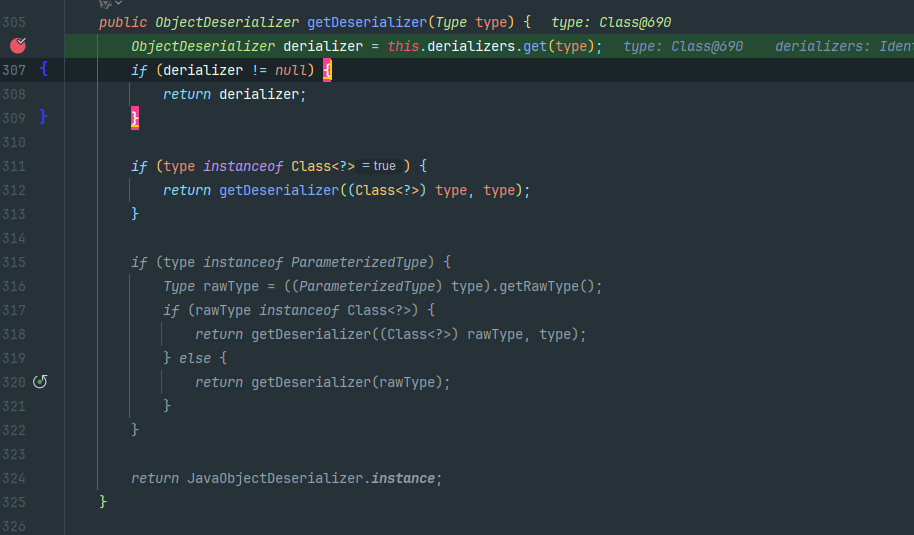 305 public ObjectDeserializer getDeserializer(Type type) { type: Class@690
ObjectDeserializer derializer = this.derializers.get(type); type: Class@690 derializers: Ident
307 { if (derializer != null) {
308 return derializer;
309 } }
310
311 if (type instanceof Class<?> = true ) {
312 return getDeserializer((Class<?>) type, type);
313 }
314
315 if (type instanceof ParameterizedType) {
316 Type rawType = ((ParameterizedType) type).getRawType();
317 if (rawType instanceof Class<?>) {
318 return getDeserializer((Class<?>) rawType, type);
319 } else {
320 return getDeserializer(rawType);
321 }
322 }
323
324 return JavaObjectDeserializer.instance;
325 }
326